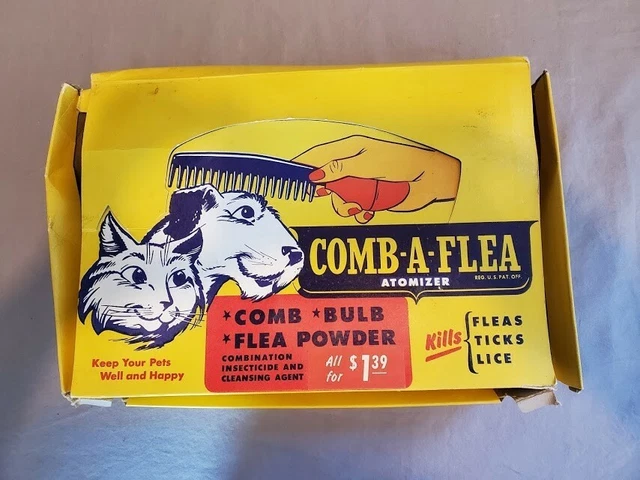 COMB-A-FLEA
ATOMIZER
REG. U.S. PAT. OFF.
*COMB *BULB
*FLEA POWDER
COMBINATION
INSECTICIDE AND
CLEANSING AGENT
All for $1.39
Kills
FLEAS
TICKS
LICE
Keep Your Pets
Well and Happy